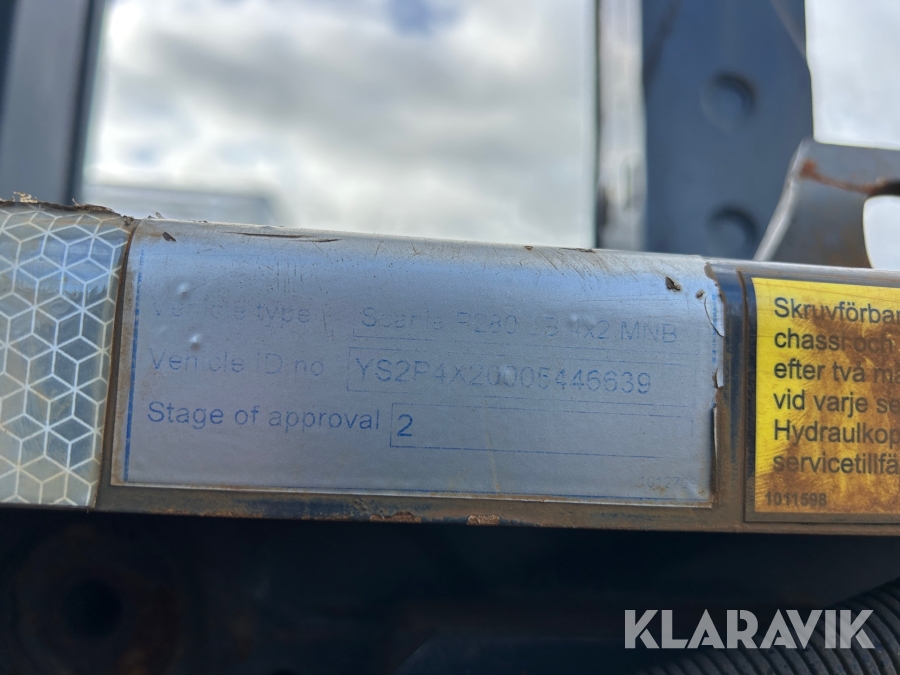 Vehicle type Scania P280 DB 4x2 MNB
Vehicle ID no YS2P4X20005446639
Stage of approval 2
Skruvförban
chassi och
efter två må
vid varje se
Hydraulkop
servicetillfä
1011598
KLARAVIK